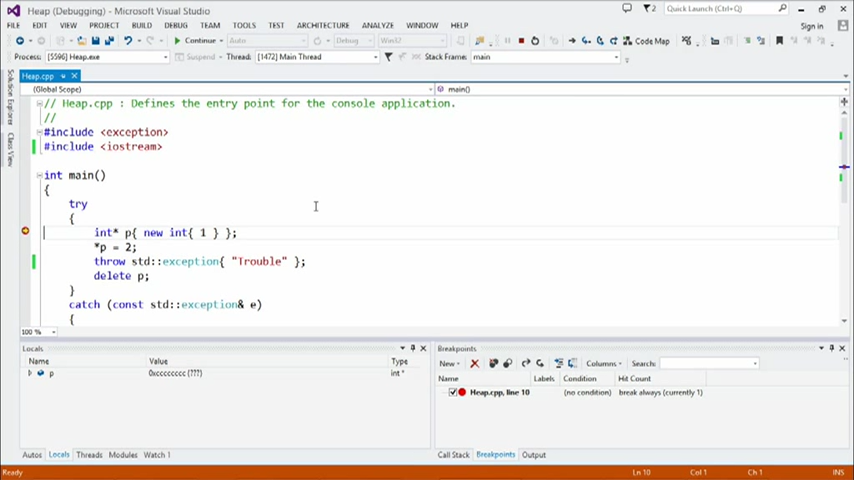 Heap (Debugging) - Microsoft Visual Studio
2
Quick Launch (Ctrl+Q)
FILE EDIT VIEW PROJECT BUILD DEBUG TEAM TOOLS TEST ARCHITECTURE ANALYZE WINDOW HELP
Sign in
Continue Auto Debug Win32 Code Map
Process: [5596] Heap.exe Suspend Thread: [1472] Main Thread Stack Frame: main
Solution Explorer
Class View
Heap.cpp
(Global Scope) main()
// Heap.cpp : Defines the entry point for the console application.
//
#include <exception>
#include <iostream>
int main()
{
try
{
int* p{ new int{ 1 } };
*p = 2;
throw std::exception{ "Trouble" };
delete p;
}
catch (const std::exception& e)
{
100 %
Locals
Name Value Type
p 0xcccccccc {???} int *
Autos Locals Threads Modules Watch 1
Breakpoints
New Columns Search:
Name Labels Condition Hit Count
Heap.cpp, line 10 (no condition) break always (currently 1)
Call Stack Breakpoints Output
Ready Ln 10 Col 1 Ch 1 INS